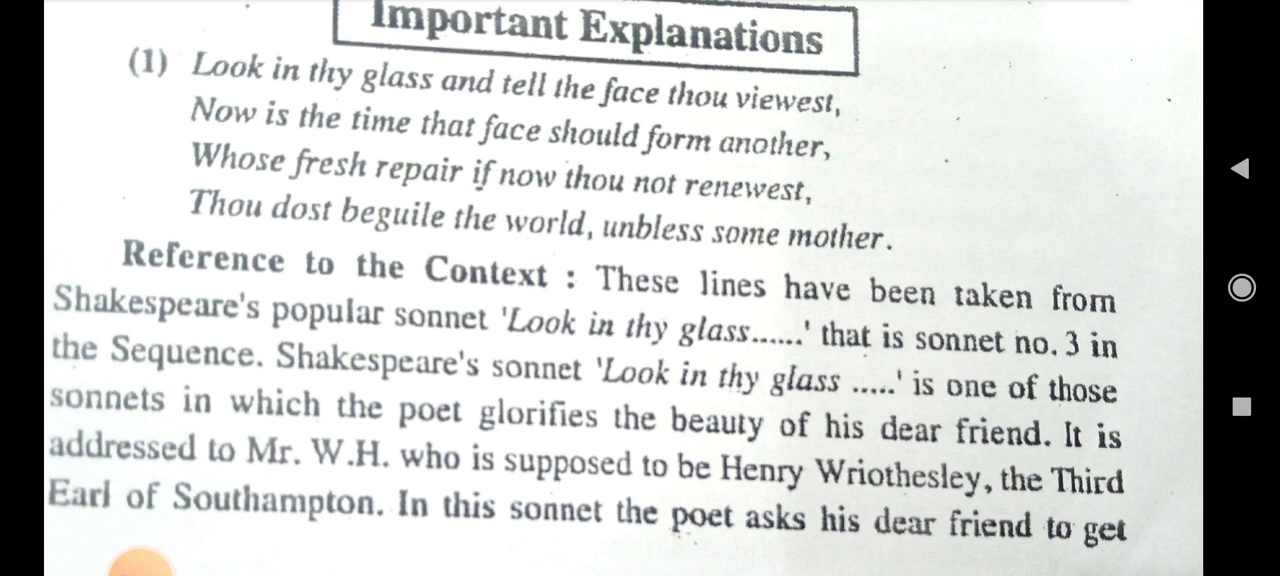 Important Explanations
(1) Look in thy glass and tell the face thou viewest,
Now is the time that face should form another,
Whose fresh repair if now thou not renewest,
Thou dost beguile the world, unbless some mother.
Reference to the Context : These lines have been taken from
Shakespeare's popular sonnet 'Look in thy glass......' that is sonnet no. 3 in
the Sequence. Shakespeare's sonnet 'Look in thy glass .....' is one of those
sonnets in which the poet glorifies the beauty of his dear friend. It is
addressed to Mr. W.H. who is supposed to be Henry Wriothesley, the Third
Earl of Southampton. In this sonnet the poet asks his dear friend to get